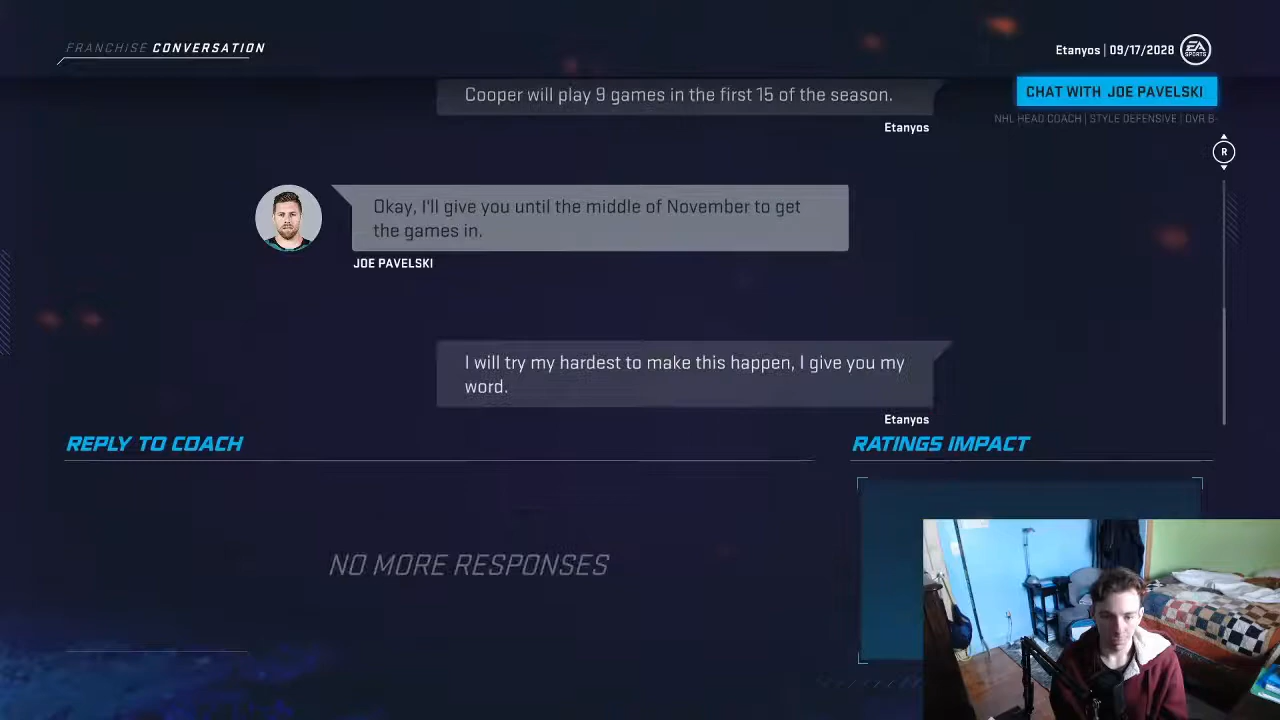 FRANCHISE CONVERSATION
Etanyos | 09/17/2028
EA
SPORTS
CHAT WITH JOE PAVELSKI
NHL HEAD COACH | STYLE DEFENSIVE | OVR B-
Cooper will play 9 games in the first 15 of the season.
Etanyos
R
Okay, I'll give you until the middle of November to get
the games in.
JOE PAVELSKI
I will try my hardest to make this happen, I give you my
word.
Etanyos
REPLY TO COACH
RATINGS IMPACT
NO MORE RESPONSES